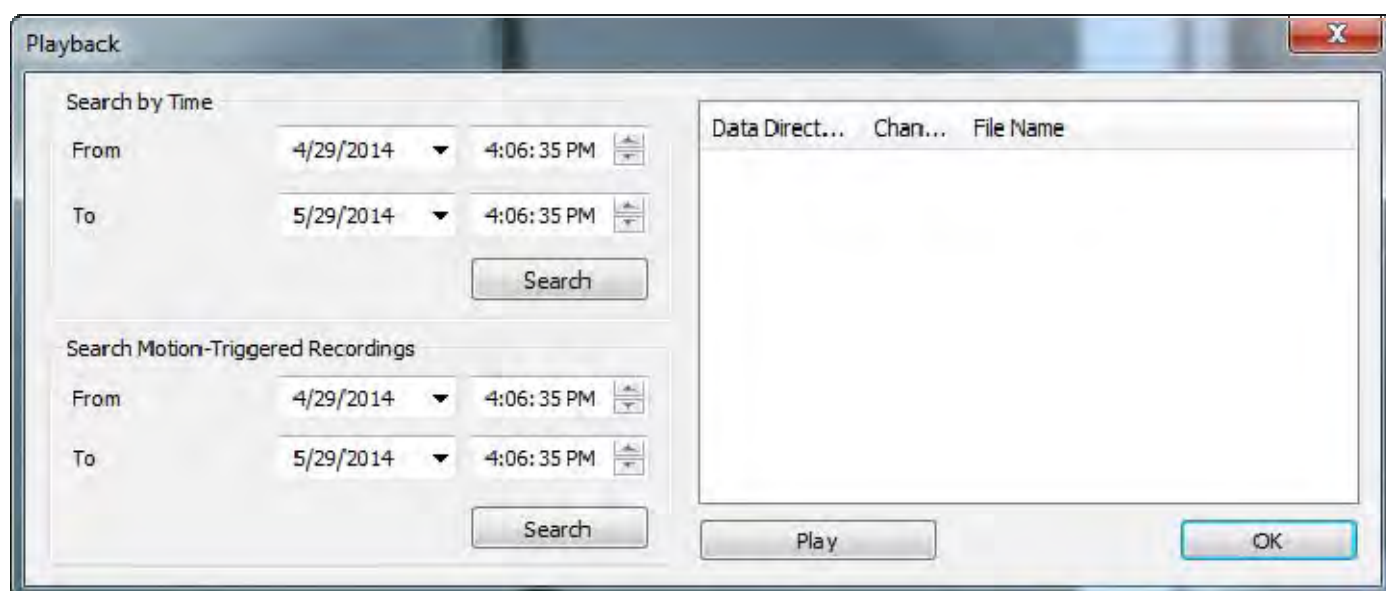 Playback
X
Search by Time
From 4/29/2014 4:06:35 PM
To 5/29/2014 4:06:35 PM
Search
Search Motion-Triggered Recordings
From 4/29/2014 4:06:35 PM
To 5/29/2014 4:06:35 PM
Search
Data Direct... Chan... File Name
Play OK